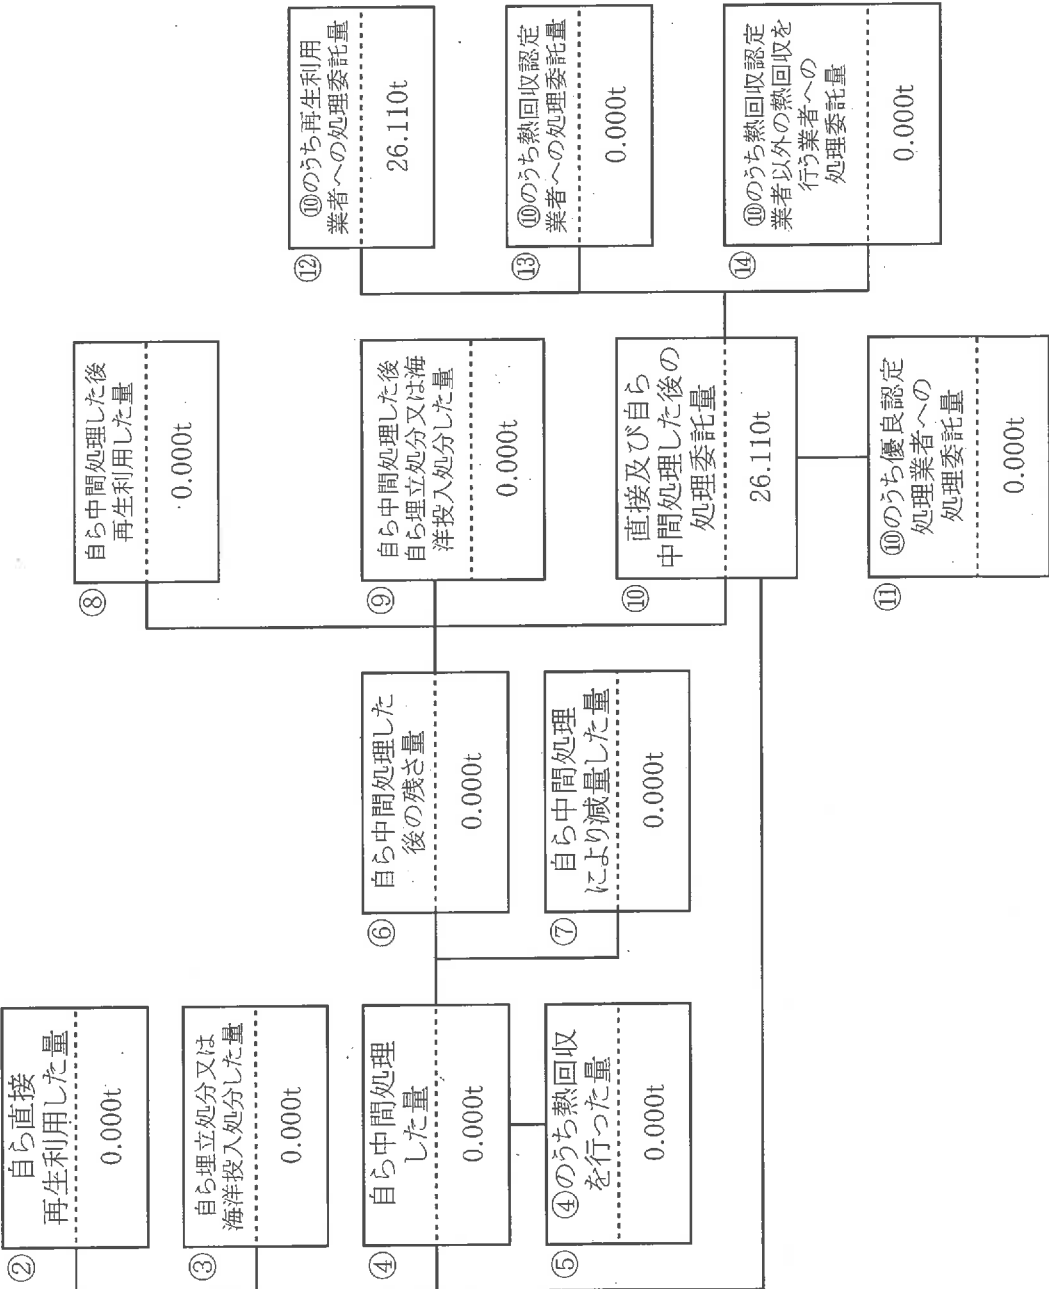 ②
自ら直接
再生利用した量
0.000t
③
自ら埋立処分又は
海洋投入処分した量
0.000t
④
自ら中間処理
した量
0.000t
⑤
④のうち熱回収
を行った量
0.000t
⑥
自ら中間処理した
後の残さ量
0.000t
⑦
自ら中間処理
により減量した量
0.000t
⑧
自ら中間処理した後
再生利用した量
0.000t
⑨
自ら中間処理した後
自ら埋立処分又は海
洋投入処分した量
0.000t
⑩
直接及び自ら
中間処理した後の
処理委託量
26.110t
⑪
⑩のうち優良認定
処理業者への
処理委託量
0.000t
⑫
⑩のうち再生利用
業者への処理委託量
26.110t
⑬
⑩のうち熱回収認定
業者への処理委託量
0.000t
⑭
⑩のうち熱回収認定
業者以外の熱回収を
行う業者への
処理委託量
0.000t